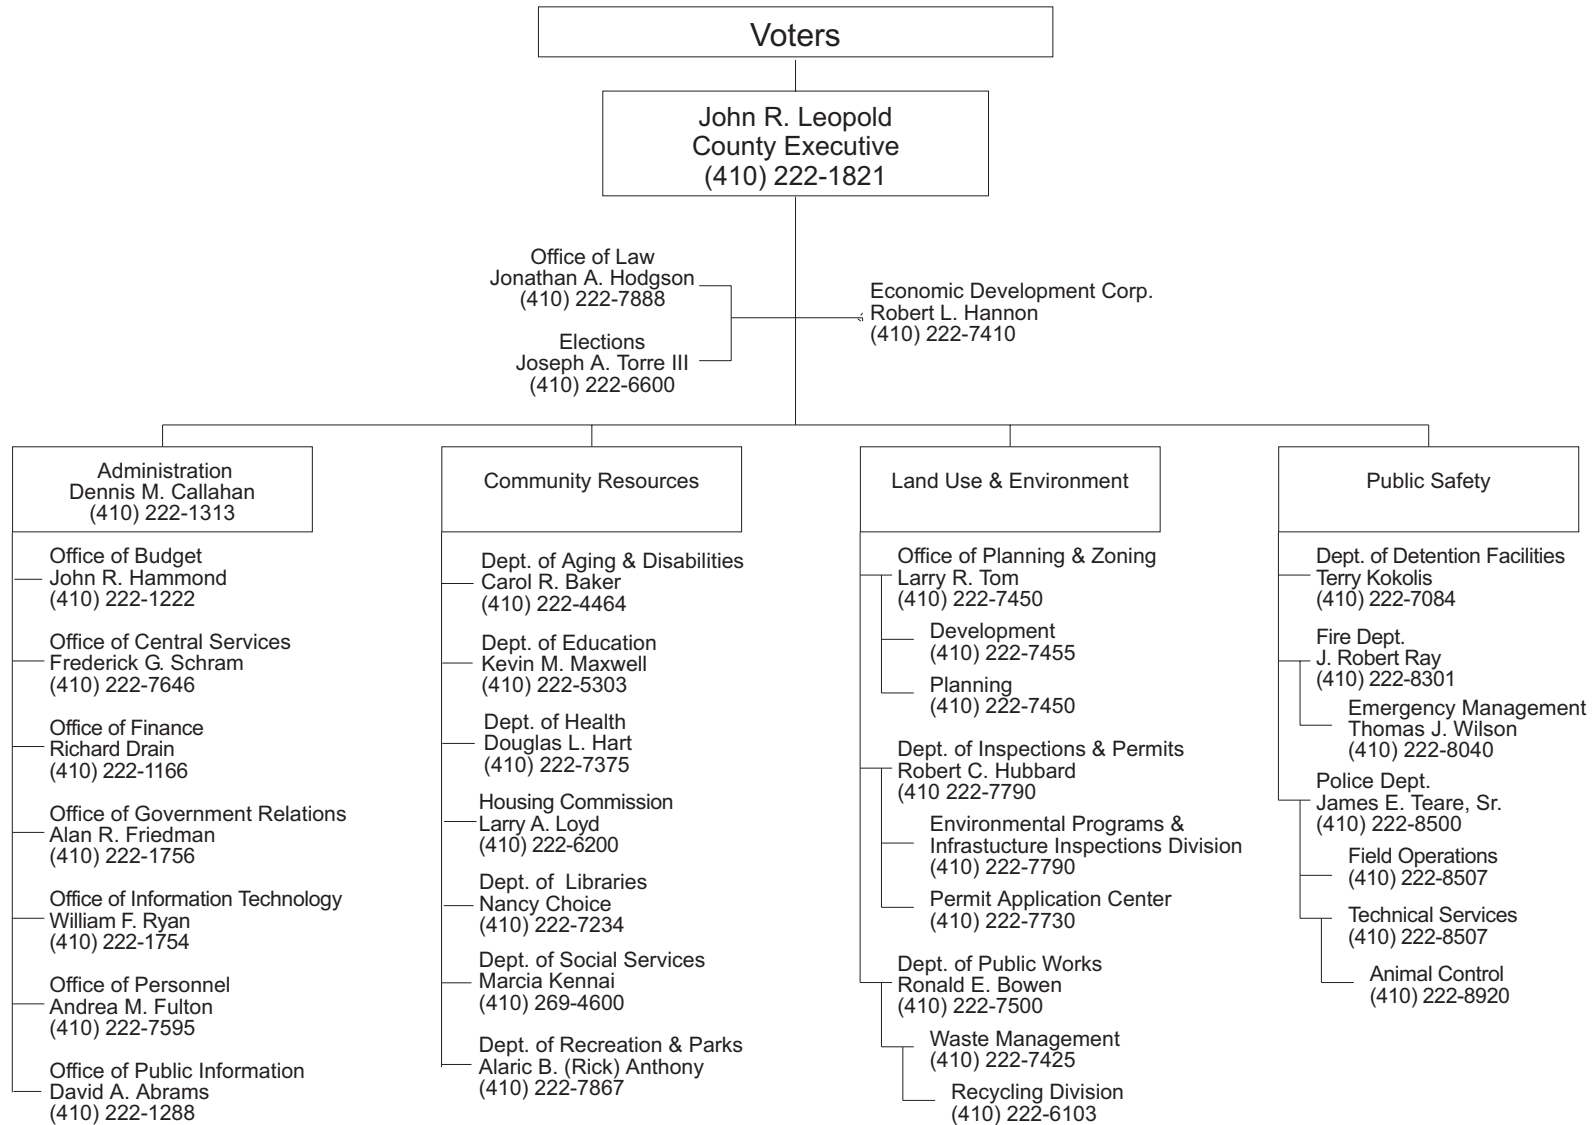 Voters
John R. Leopold
County Executive
(410) 222-1821
Office of Law
Jonathan A. Hodgson
(410) 222-7888
Elections
Joseph A. Torre III
(410) 222-6600
Economic Development Corp.
Robert L. Hannon
(410) 222-7410
Administration
Dennis M. Callahan
(410) 222-1313
Office of Budget
John R. Hammond
(410) 222-1222
Office of Central Services
Frederick G. Schram
(410) 222-7646
Office of Finance
Richard Drain
(410) 222-1166
Office of Government Relations
Alan R. Friedman
(410) 222-1756
Office of Information Technology
William F. Ryan
(410) 222-1754
Office of Personnel
Andrea M. Fulton
(410) 222-7595
Office of Public Information
David A. Abrams
(410) 222-1288
Community Resources
Dept. of Aging & Disabilities
Carol R. Baker
(410) 222-4464
Dept. of Education
Kevin M. Maxwell
(410) 222-5303
Dept. of Health
Douglas L. Hart
(410) 222-7375
Housing Commission
Larry A. Loyd
(410) 222-6200
Dept. of Libraries
Nancy Choice
(410) 222-7234
Dept. of Social Services
Marcia Kennai
(410) 269-4600
Dept. of Recreation & Parks
Alaric B. (Rick) Anthony
(410) 222-7867
Land Use & Environment
Office of Planning & Zoning
Larry R. Tom
(410) 222-7450
Development
(410) 222-7455
Planning
(410) 222-7450
Dept. of Inspections & Permits
Robert C. Hubbard
(410 222-7790
Environmental Programs &
Infrastucture Inspections Division
(410) 222-7790
Permit Application Center
(410) 222-7730
Dept. of Public Works
Ronald E. Bowen
(410) 222-7500
Waste Management
(410) 222-7425
Recycling Division
(410) 222-6103
Public Safety
Dept. of Detention Facilities
Terry Kokolis
(410) 222-7084
Fire Dept.
J. Robert Ray
(410) 222-8301
Emergency Management
Thomas J. Wilson
(410) 222-8040
Police Dept.
James E. Teare, Sr.
(410) 222-8500
Field Operations
(410) 222-8507
Technical Services
(410) 222-8507
Animal Control
(410) 222-8920